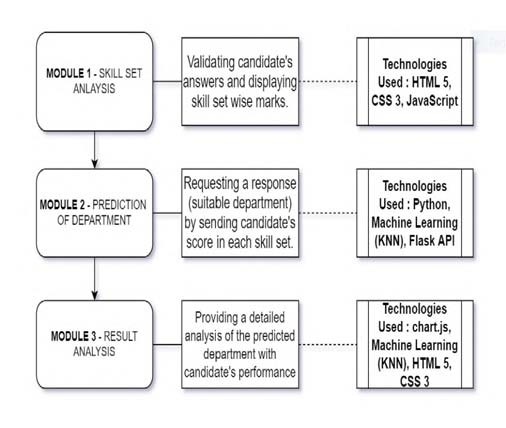 MODULE 1 - SKILL SET
ANLAYSIS
Validating candidate's
answers and displaying
skill set wise marks.
Technologies
Used : HTML 5,
CSS 3, JavaScript
MODULE 2 - PREDICTION
OF DEPARTMENT
Requesting a response
(suitable department)
by sending candidate's
score in each skill set.
Technologies
Used : Python,
Machine Learning
(KNN), Flask API
MODULE 3 - RESULT
ANALYSIS
Providing a detailed
analysis of the predicted
department with
candidate's performance
Technologies
Used : chart.js,
Machine Learning
(KNN), HTML 5,
CSS 3